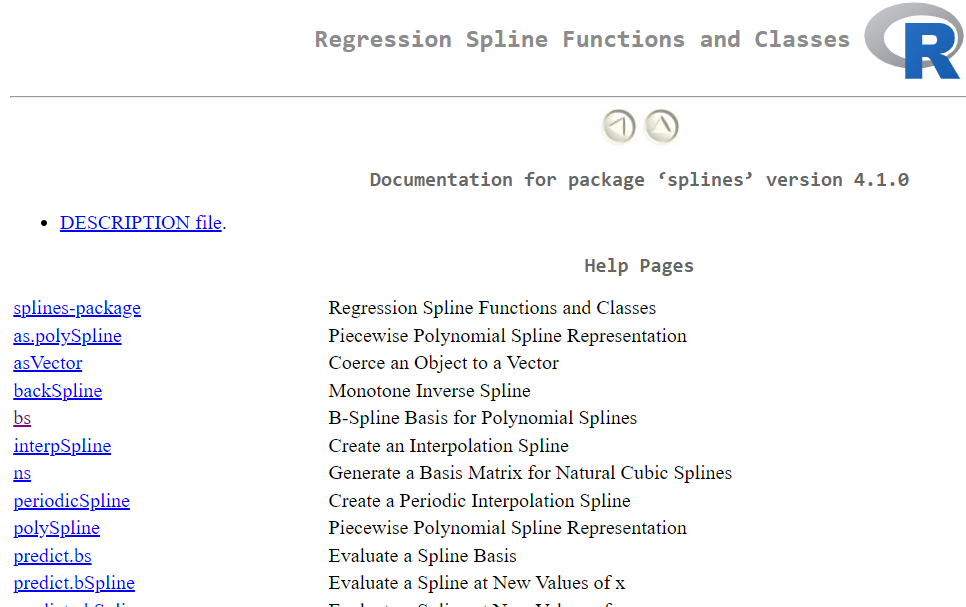 Regression Spline Functions and Classes
R
Documentation for package ‘splines’ version 4.1.0
DESCRIPTION file.
Help Pages
splines-package Regression Spline Functions and Classes
as.polySpline Piecewise Polynomial Spline Representation
asVector Coerce an Object to a Vector
backSpline Monotone Inverse Spline
bs B-Spline Basis for Polynomial Splines
interpSpline Create an Interpolation Spline
ns Generate a Basis Matrix for Natural Cubic Splines
periodicSpline Create a Periodic Interpolation Spline
polySpline Piecewise Polynomial Spline Representation
predict.bs Evaluate a Spline Basis
predict.bSpline Evaluate a Spline at New Values of x